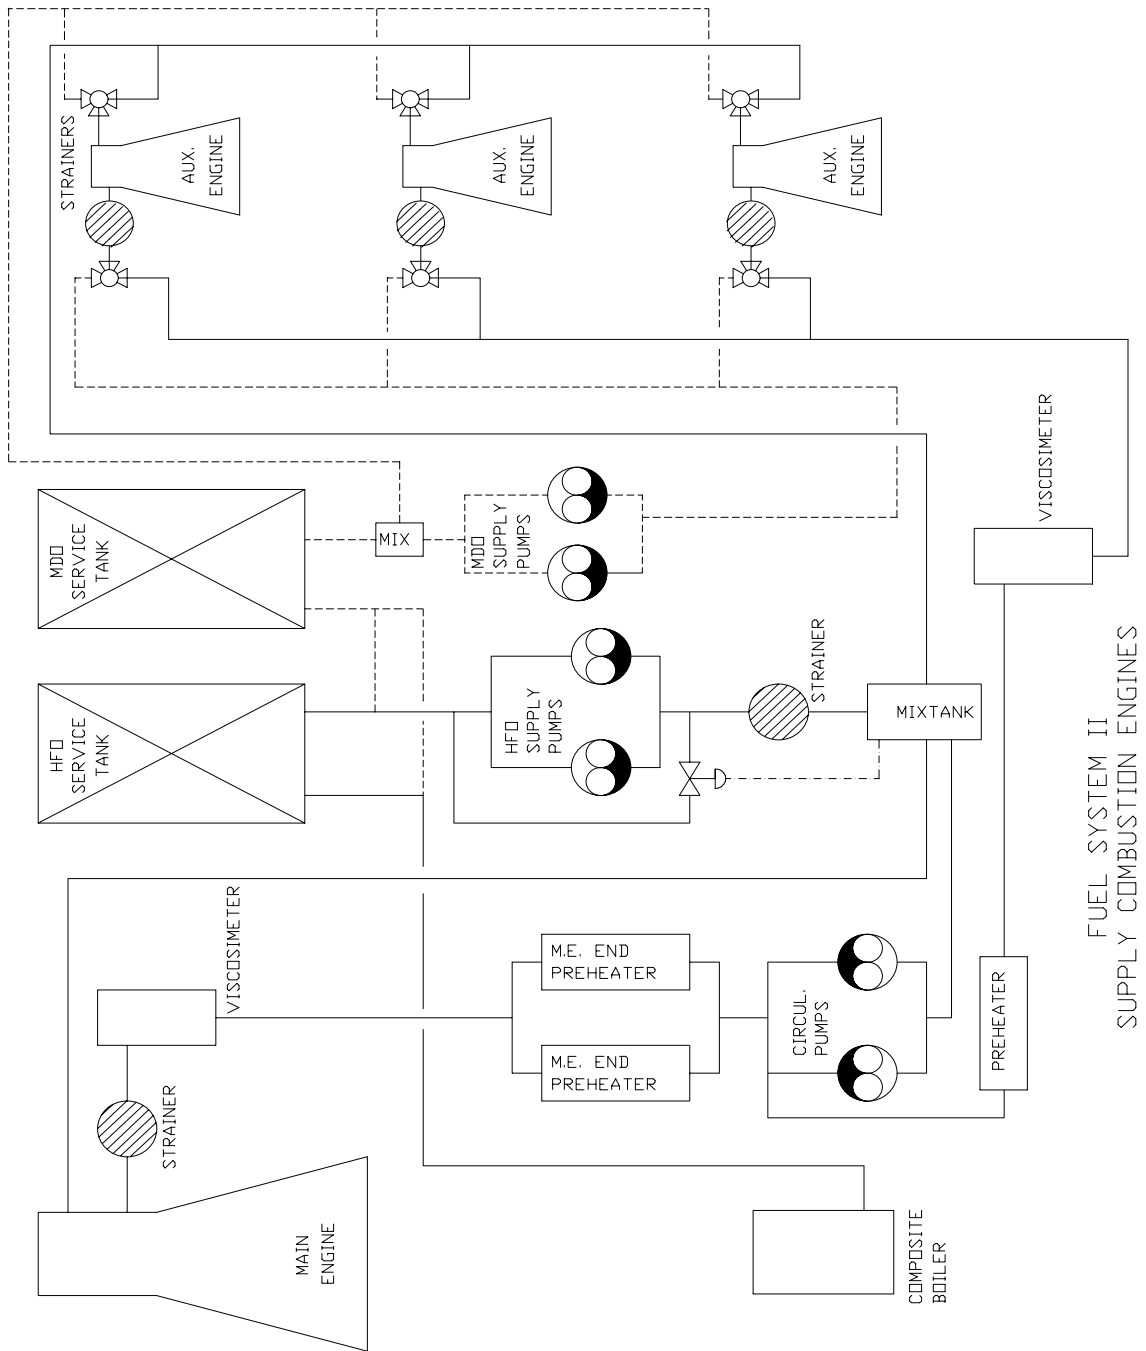 STRAINERS
AUX.
ENGINE
AUX.
ENGINE
AUX.
ENGINE
MDO
SERVICE
TANK
MIX
MDO
SUPPLY
PUMPS
VISCOSIMETER
HFO
SERVICE
TANK
HFO
SUPPLY
PUMPS
STRAINER
MIXTANK
VISCOSIMETER
M.E. END
PREHEATER
M.E. END
PREHEATER
CIRCUL.
PUMPS
PREHEATER
STRAINER
MAIN
ENGINE
COMPOSITE
BOILER
FUEL SYSTEM II
SUPPLY COMBUSTION ENGINES